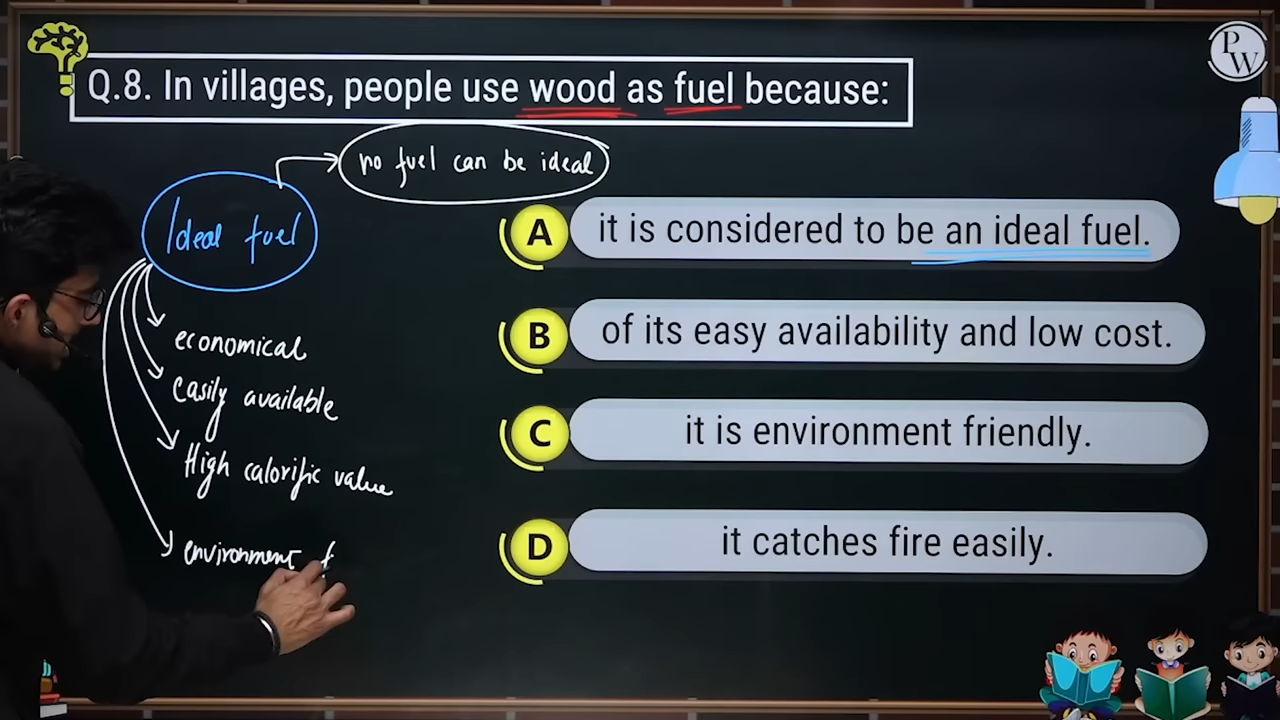 PW
Q.8. In villages, people use wood as fuel because:
no fuel can be ideal
Ideal fuel
economical
easily available
High calorific value
environment f
A it is considered to be an ideal fuel.
B of its easy availability and low cost.
C it is environment friendly.
D it catches fire easily.